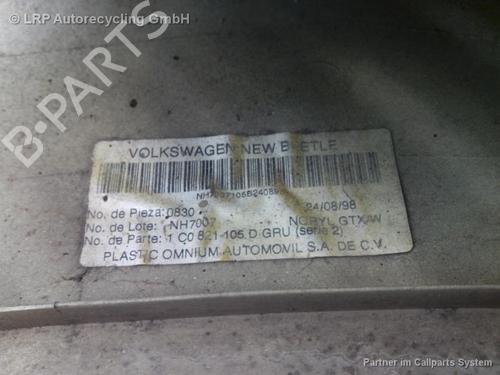 © LRP Autorecycling GmbH
VOLKSWAGEN NEW BEETLE
No. de Pieza: 0830 24/08/98
No. de Lote: NH7007 NORYL GTX/W
No. de Parte: 1 C0 821 105 D GRU (serie 2)
PLASTIC OMNIUM AUTOMOVIL S.A. DE C.V.
Partner im Callparts System